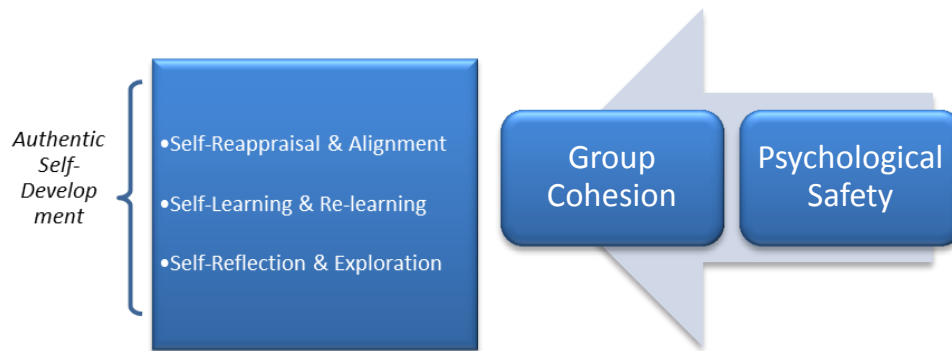 Authentic
Self-
Develop
ment
•Self-Reappraisal & Alignment
•Self-Learning & Re-learning
•Self-Reflection & Exploration
Group
Cohesion
Psychological
Safety